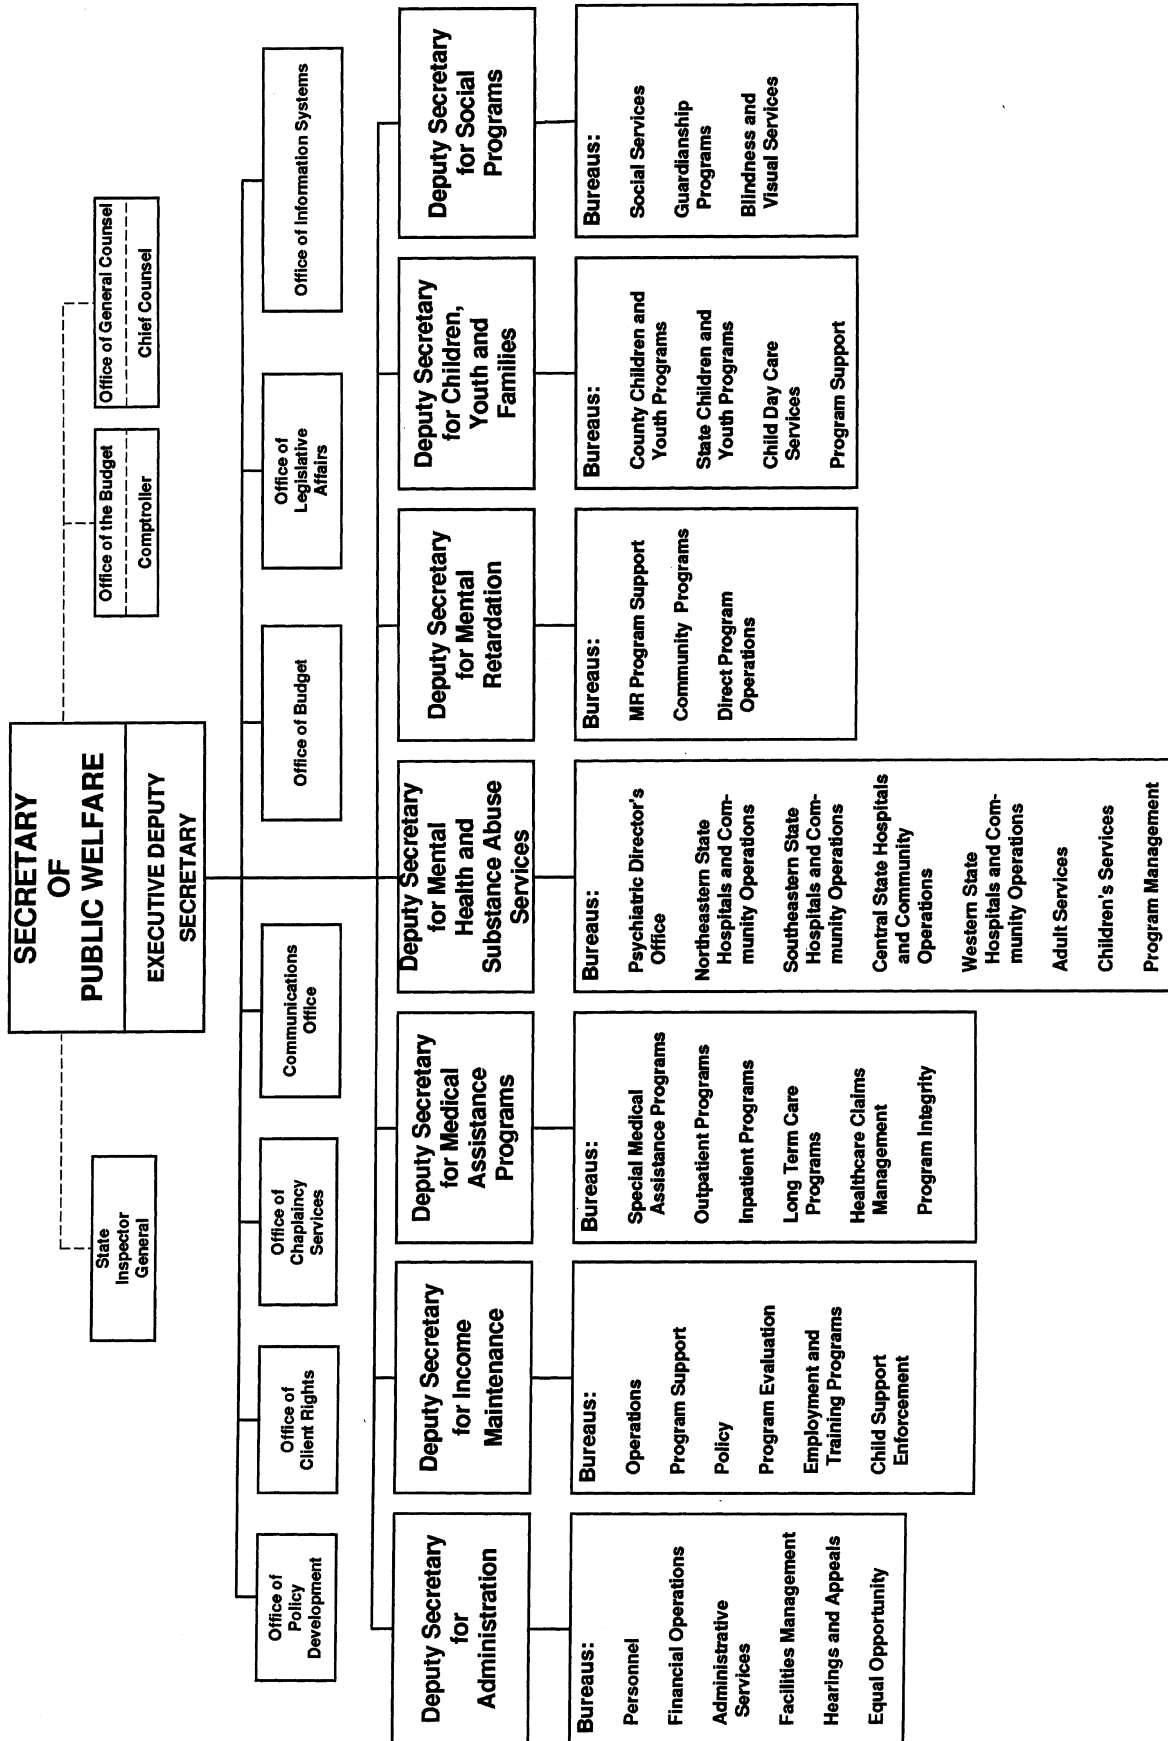 SECRETARY
OF
PUBLIC WELFARE
EXECUTIVE DEPUTY
SECRETARY
State
Inspector
General
Office of the Budget
Comptroller
Office of General Counsel
Chief Counsel
Office of
Policy
Development
Office of
Client Rights
Office of
Chaplaincy
Services
Communications
Office
Office of Budget
Office of
Legislative
Affairs
Office of Information Systems
Deputy Secretary
for
Administration
Bureaus:
Personnel
Financial Operations
Administrative
Services
Facilities Management
Hearings and Appeals
Equal Opportunity
Deputy Secretary
for Income
Maintenance
Bureaus:
Operations
Program Support
Policy
Program Evaluation
Employment and
Training Programs
Child Support
Enforcement
Deputy Secretary
for Medical
Assistance
Programs
Bureaus:
Special Medical
Assistance Programs
Outpatient Programs
Inpatient Programs
Long Term Care
Programs
Healthcare Claims
Management
Program Integrity
Deputy Secretary
for Mental
Health and
Substance Abuse
Services
Bureaus:
Psychiatric Director's
Office
Northeastern State
Hospitals and Com-
munity Operations
Southeastern State
Hospitals and Com-
munity Operations
Central State Hospitals
and Community
Operations
Western State
Hospitals and Com-
munity Operations
Adult Services
Children's Services
Program Management
Deputy Secretary
for Mental
Retardation
Bureaus:
MR Program Support
Community Programs
Direct Program
Operations
Deputy Secretary
for Children,
Youth and
Families
Bureaus:
County Children and
Youth Programs
State Children and
Youth Programs
Child Day Care
Services
Program Support
Deputy Secretary
for Social
Programs
Bureaus:
Social Services
Guardianship
Programs
Blindness and
Visual Services